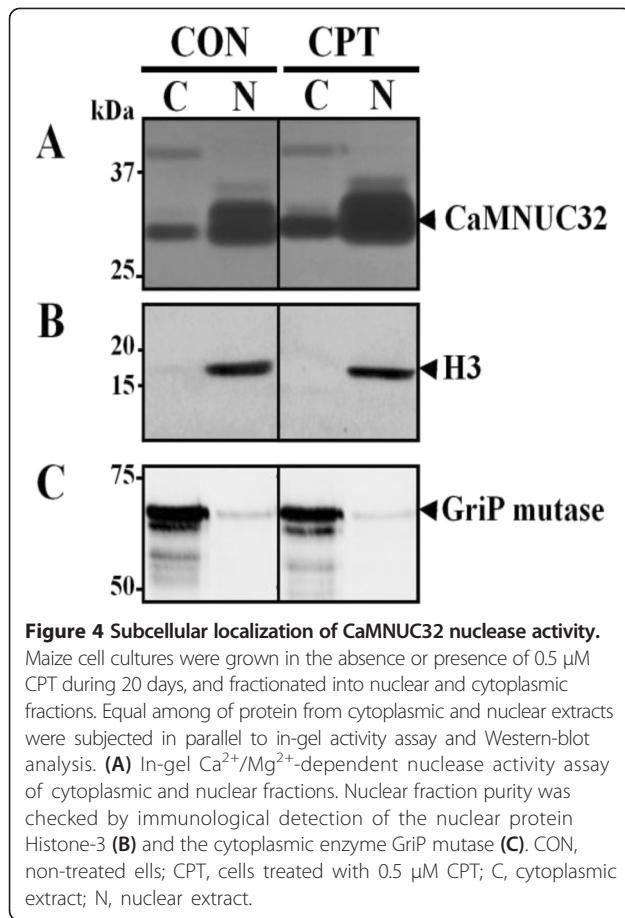 CON CPT
kDa C N C N
A
37
CaMNUC32
25
B
20
H3
15
C
75
GriP mutase
50
Figure 4 Subcellular localization of CaMNUC32 nuclease activity.
Maize cell cultures were grown in the absence or presence of 0.5 μM
CPT during 20 days, and fractionated into nuclear and cytoplasmic
fractions. Equal among of protein from cytoplasmic and nuclear extracts
were subjected in parallel to in-gel activity assay and Western-blot
analysis. (A) In-gel Ca²⁺/Mg²⁺-dependent nuclease activity assay
of cytoplasmic and nuclear fractions. Nuclear fraction purity was
checked by immunological detection of the nuclear protein
Histone-3 (B) and the cytoplasmic enzyme GriP mutase (C). CON,
non-treated ells; CPT, cells treated with 0.5 μM CPT; C, cytoplasmic
extract; N, nuclear extract.